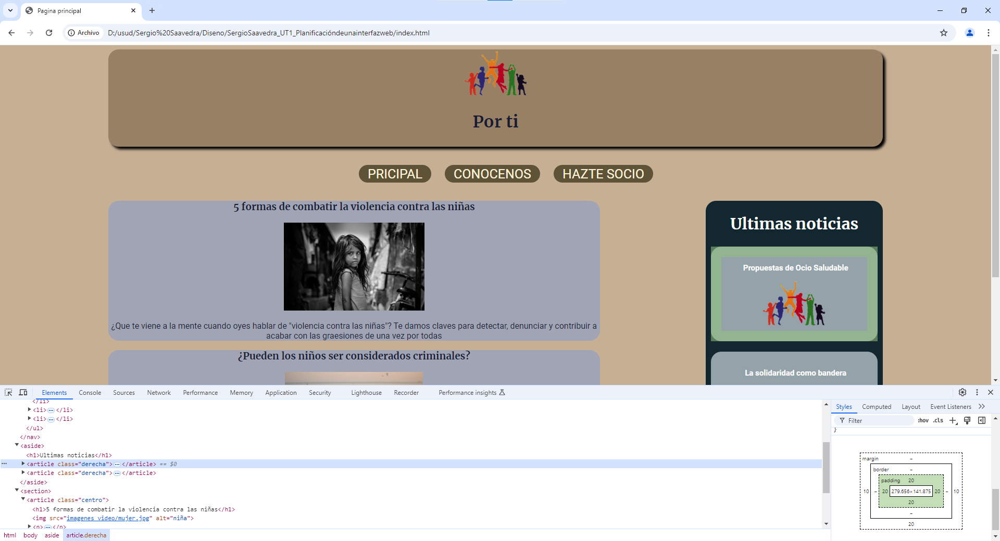 Pagina principal
Archivo
D:/usud/Sergio%20Saavedra/Diseno/SergioSaavedra_UT1_Planificacióndeunainterfazweb/index.html
Por ti
PRICIPAL
CONOCENOS
HAZTE SOCIO
5 formas de combatir la violencia contra las niñas
¿Que te viene a la mente cuando oyes hablar de "violencia contra las niñas"? Te damos claves para detectar, denunciar y contribuir a
acabar con las graesiones de una vez por todas
¿Pueden los niños ser considerados criminales?
Ultimas noticias
Propuestas de Ocio Saludable
La solidaridad como bandera
Elements Console Sources Network Performance Memory Application Security Lighthouse Recorder Performance insights
</li>
<li> ... </li>
<li> ... </li>
</ul>
</nav>
<aside>
<h1>Ultimas noticias</h1>
... <article class="derecha"> ... </article> == $0
<article class="derecha"> ... </article>
</aside>
<section>
<article class="centro">
<h1>5 formas de combatir la violencia contra las niñas</h1>
<img src="imagenes_video/mujer.jpg" alt="niña">
<p> ... </p>
html body aside article.derecha
Styles Computed Layout Event Listeners
Filter
:hov .cls
}
margin –
border –
padding 20
10 – 20 279.656×141.875 20 – 10
20
–
20